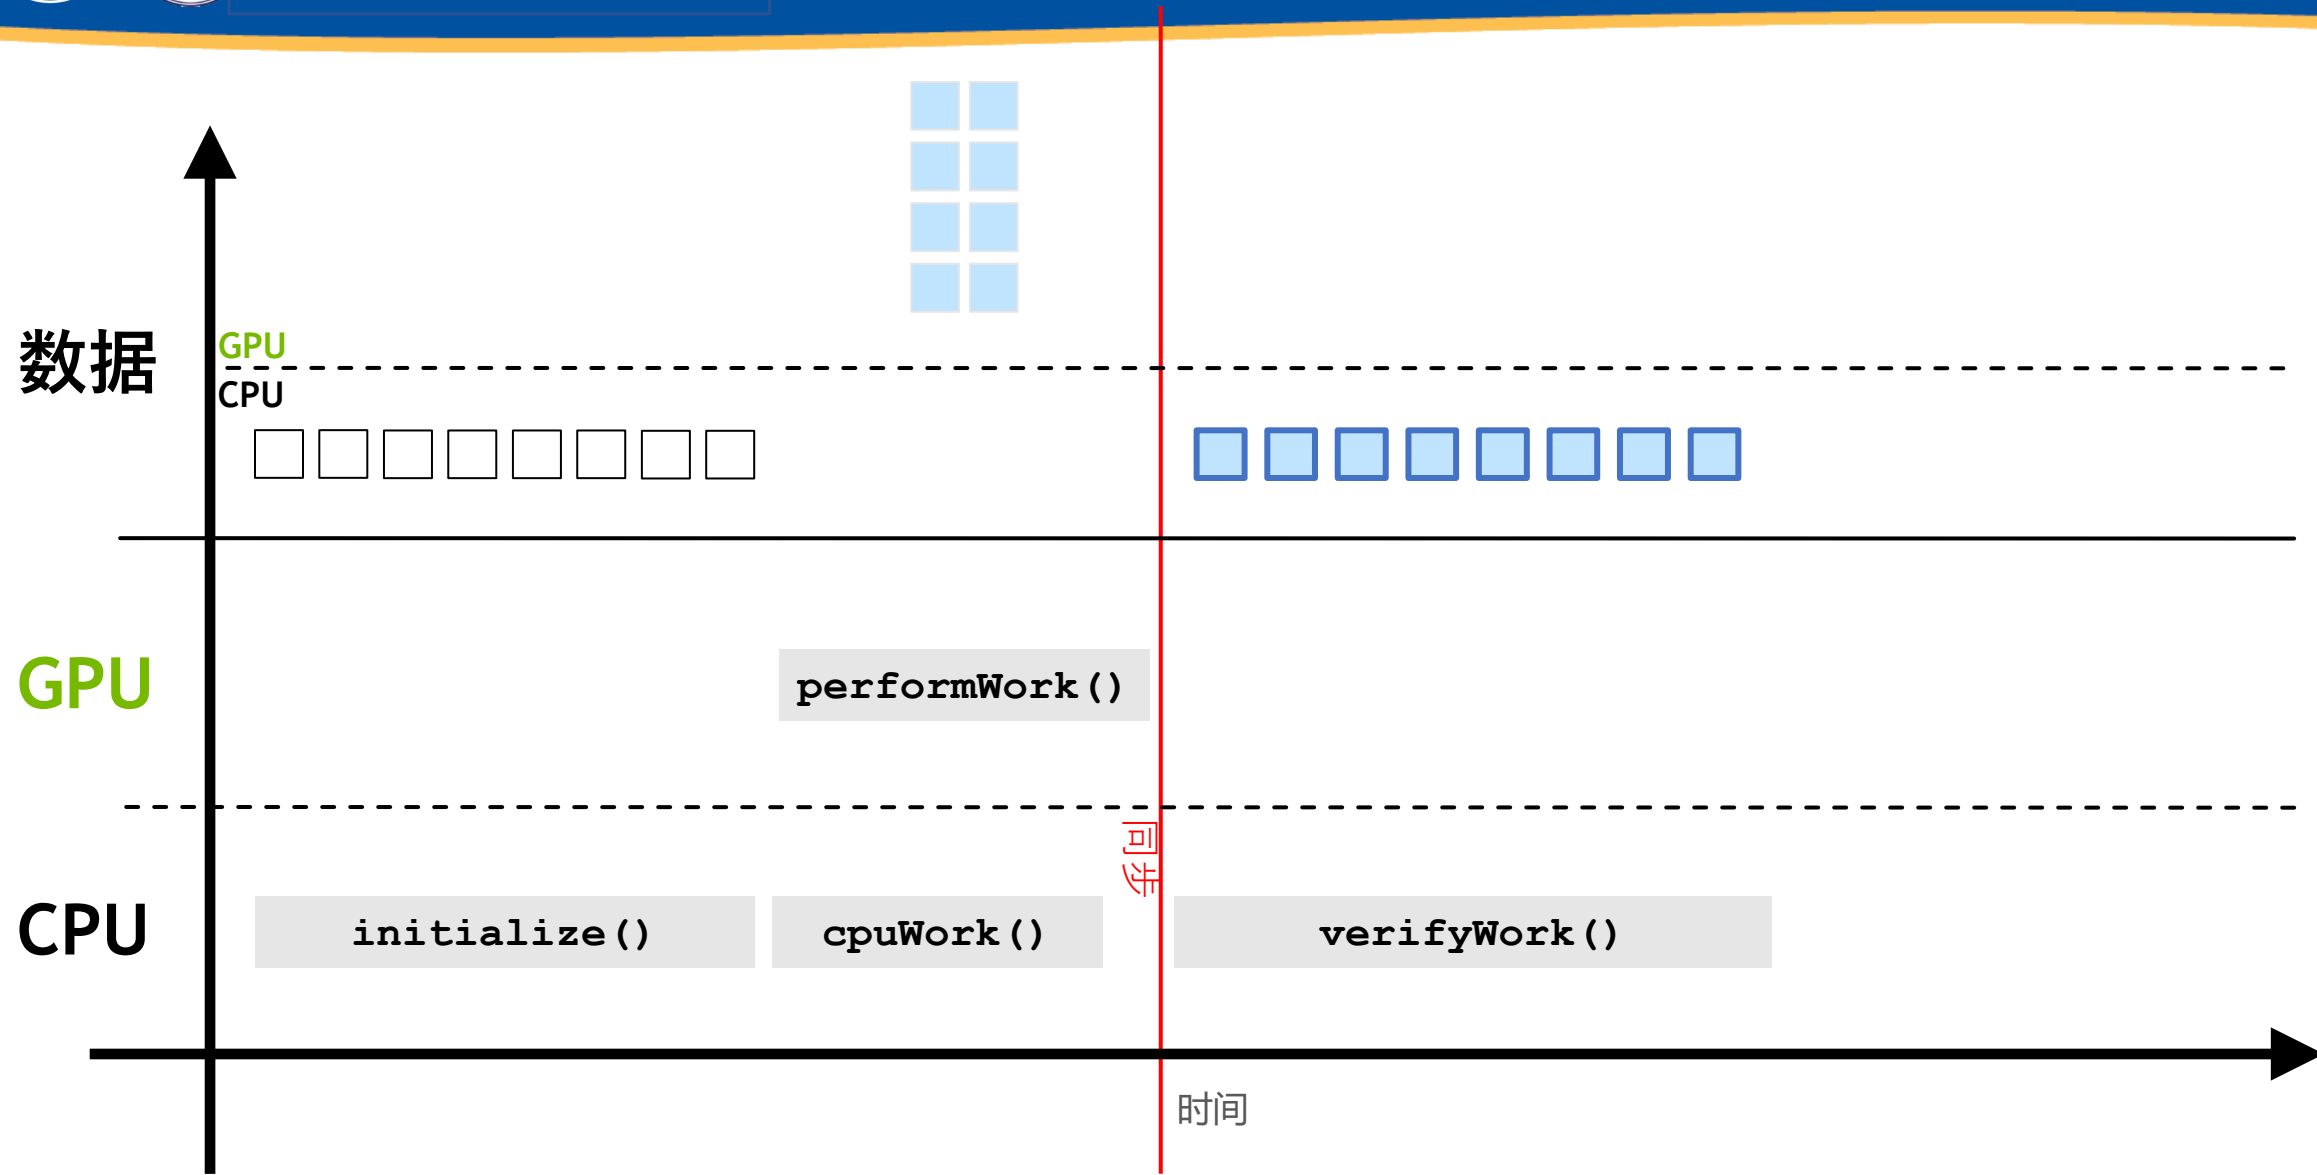 数据
GPU
CPU
GPU
performWork()
同步
CPU
initialize()
cpuWork()
verifyWork()
时间